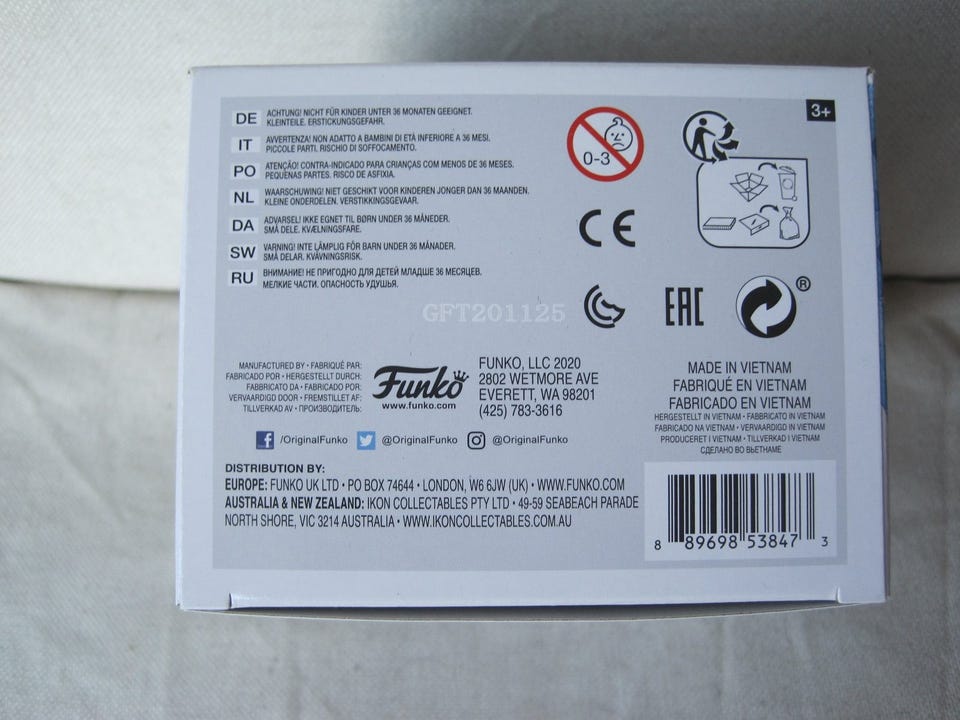 3+
DE ACHTUNG! NICHT FÜR KINDER UNTER 36 MONATEN GEEIGNET.
KLEINTEILE. ERSTICKUNGSGEFAHR.
IT AVVERTENZA! NON ADATTO A BAMBINI DI ETÀ INFERIORE A 36 MESI.
PICCOLE PARTI. RISCHIO DI SOFFOCAMENTO.
PO ATENÇÃO! CONTRA-INDICADO PARA CRIANÇAS COM MENOS DE 36 MESES.
PEQUENAS PARTES. RISCO DE ASFIXIA.
NL WAARSCHUWING! NIET GESCHIKT VOOR KINDEREN JONGER DAN 36 MAANDEN.
KLEINE ONDERDELEN. VERSTIKKINGSGEVAAR.
DA ADVARSEL! IKKE EGNET TIL BØRN UNDER 36 MÅNEDER.
SMÅ DELE. KVÆLNINGSFARE.
SW VARNING! INTE LÄMPLIG FÖR BARN UNDER 36 MÅNADER.
SMÅ DELAR. KVÄVNINGSRISK.
RU ВНИМАНИЕ! НЕ ПРИГОДНО ДЛЯ ДЕТЕЙ МЛАДШЕ 36 МЕСЯЦЕВ.
МЕЛКИЕ ЧАСТИ. ОПАСНОСТЬ УДУШЬЯ.
0-3
CE
EAC
®
GFT201125
MANUFACTURED BY • FABRIQUÉ PAR:
FABRICADO POR • HERGESTELLT DURCH:
FABBRICATO DA • FABRICADO POR:
VERVAARDIGD DOOR • FREMSTILLET AF:
TILLVERKAD AV • ПРОИЗВОДИТЕЛЬ:
Funko
www.funko.com
FUNKO, LLC 2020
2802 WETMORE AVE
EVERETT, WA 98201
(425) 783-3616
/OriginalFunko @OriginalFunko @OriginalFunko
MADE IN VIETNAM
FABRIQUÉ EN VIETNAM
FABRICADO EN VIETNAM
HERGESTELLT IN VIETNAM • FABBRICATO IN VIETNAM
FABRICADO NA VIETNAM • VERVAARDIGD IN VIETNAM
PRODUCERET I VIETNAM • TILLVERKAD I VIETNAM
СДЕЛАНО ВО ВЬЕТНАМЕ
DISTRIBUTION BY:
EUROPE: FUNKO UK LTD • PO BOX 74644 • LONDON, W6 6JW (UK) • WWW.FUNKO.COM
AUSTRALIA & NEW ZEALAND: IKON COLLECTABLES PTY LTD • 49-59 SEABEACH PARADE
NORTH SHORE, VIC 3214 AUSTRALIA • WWW.IKONCOLLECTABLES.COM.AU
8 89698 53847 3